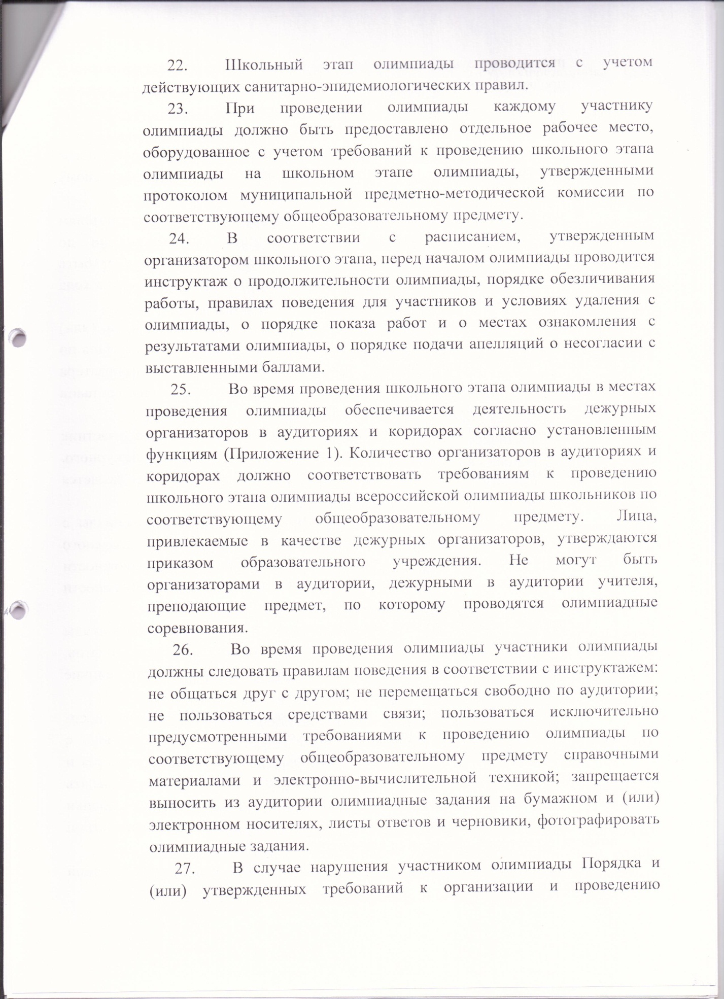 22. Школьный этап олимпиады проводится с учетом
действующих санитарно-эпидемиологических правил.
23. При проведении олимпиады каждому участнику
олимпиады должно быть предоставлено отдельное рабочее место,
оборудованное с учетом требований к проведению школьного этапа
олимпиады на школьном этапе олимпиады, утвержденными
протоколом муниципальной предметно-методической комиссии по
соответствующему общеобразовательному предмету.
24. В соответствии с расписанием, утвержденным
организатором школьного этапа, перед началом олимпиады проводится
инструктаж о продолжительности олимпиады, порядке обезличивания
работы, правилах поведения для участников и условиях удаления с
олимпиады, о порядке показа работ и о местах ознакомления с
результатами олимпиады, о порядке подачи апелляций о несогласии с
выставленными баллами.
25. Во время проведения школьного этапа олимпиады в местах
проведения олимпиады обеспечивается деятельность дежурных
организаторов в аудиториях и коридорах согласно установленным
функциям (Приложение 1). Количество организаторов в аудиториях и
коридорах должно соответствовать требованиям к проведению
школьного этапа олимпиады всероссийской олимпиады школьников по
соответствующему общеобразовательному предмету. Лица,
привлекаемые в качестве дежурных организаторов, утверждаются
приказом образовательного учреждения. Не могут быть
организаторами в аудитории, дежурными в аудитории учителя,
преподающие предмет, по которому проводятся олимпиадные
соревнования.
26. Во время проведения олимпиады участники олимпиады
должны следовать правилам поведения в соответствии с инструктажем:
не общаться друг с другом; не перемещаться свободно по аудитории;
не пользоваться средствами связи; пользоваться исключительно
предусмотренными требованиями к проведению олимпиады по
соответствующему общеобразовательному предмету справочными
материалами и электронно-вычислительной техникой; запрещается
выносить из аудитории олимпиадные задания на бумажном и (или)
электронном носителях, листы ответов и черновики, фотографировать
олимпиадные задания.
27. В случае нарушения участником олимпиады Порядка и
(или) утвержденных требований к организации и проведению